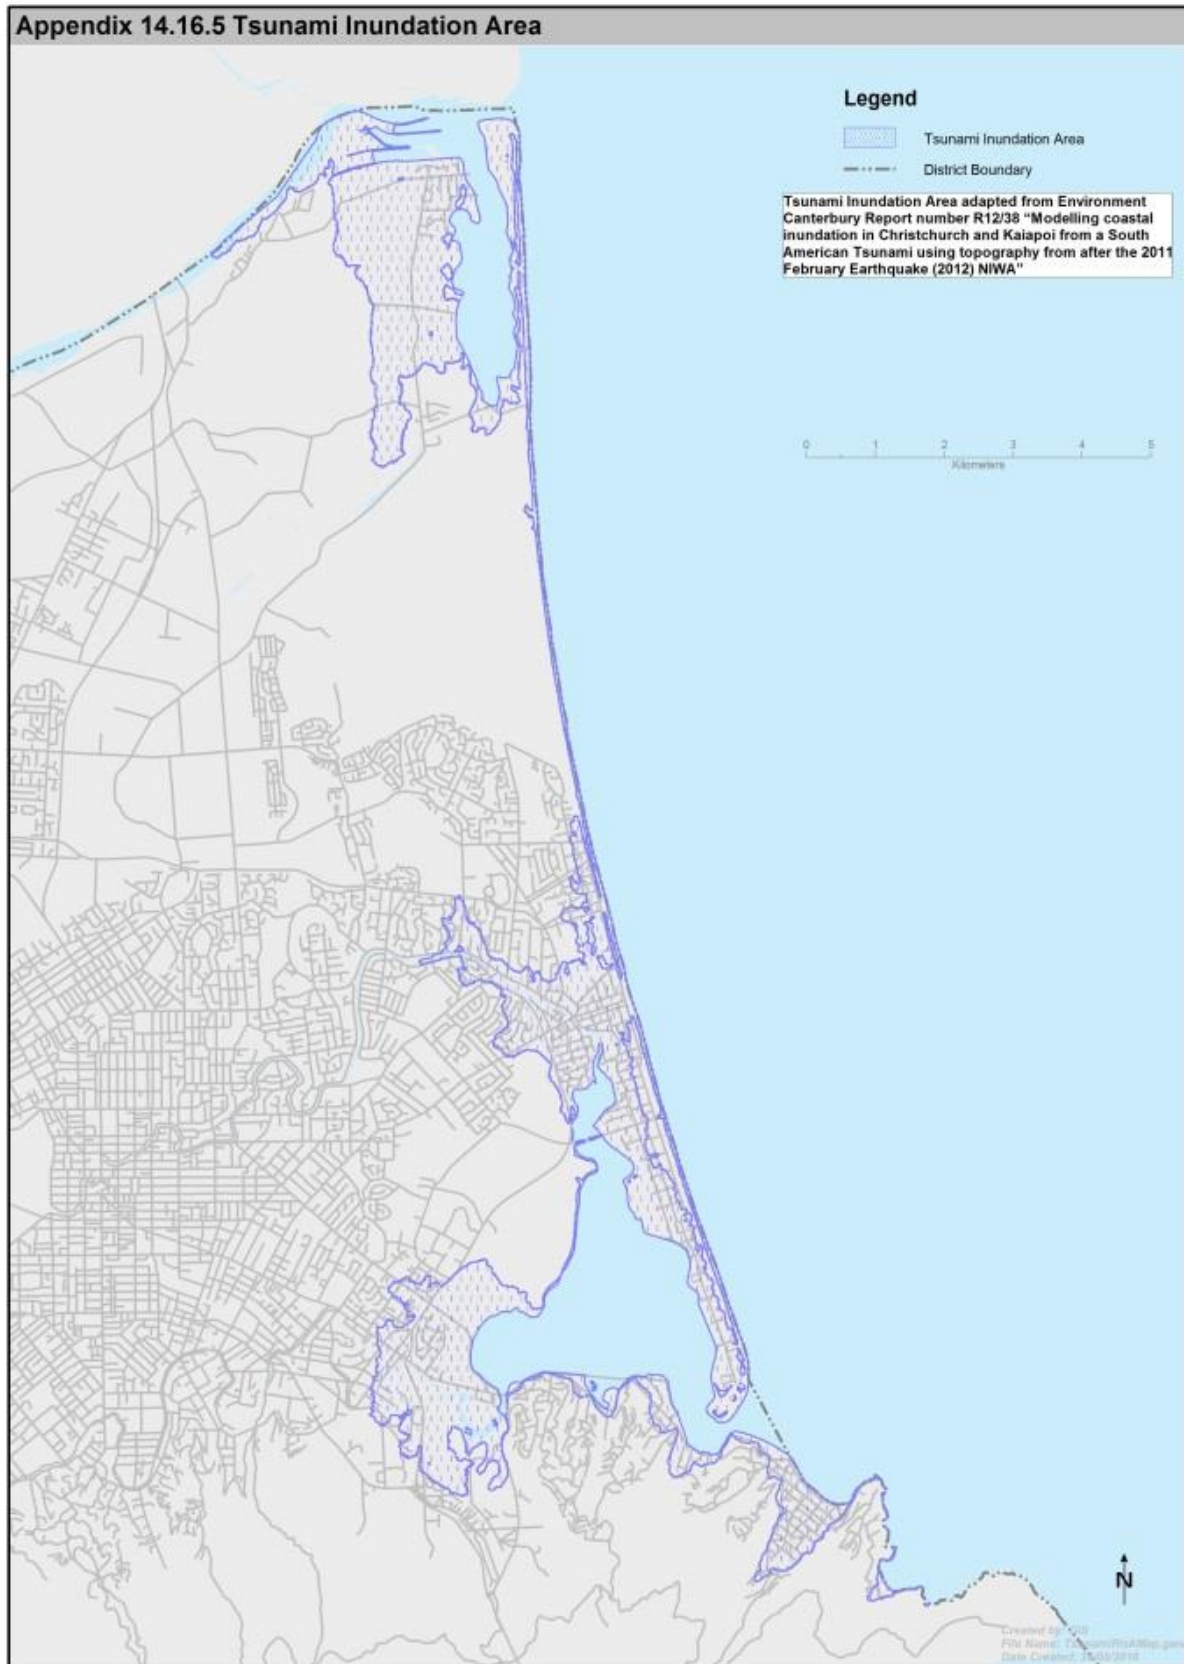 Appendix 14.16.5 Tsunami Inundation Area
Legend
Tsunami Inundation Area
District Boundary
Tsunami Inundation Area adapted from Environment
Canterbury Report number R12/38 "Modelling coastal
inundation in Christchurch and Kaiapoi from a South
American Tsunami using topography from after the 2011
February Earthquake (2012) NIWA"
0 1 2 3 4 5
Kilometers
N
Created by: GIS
File Name:
Date Created: